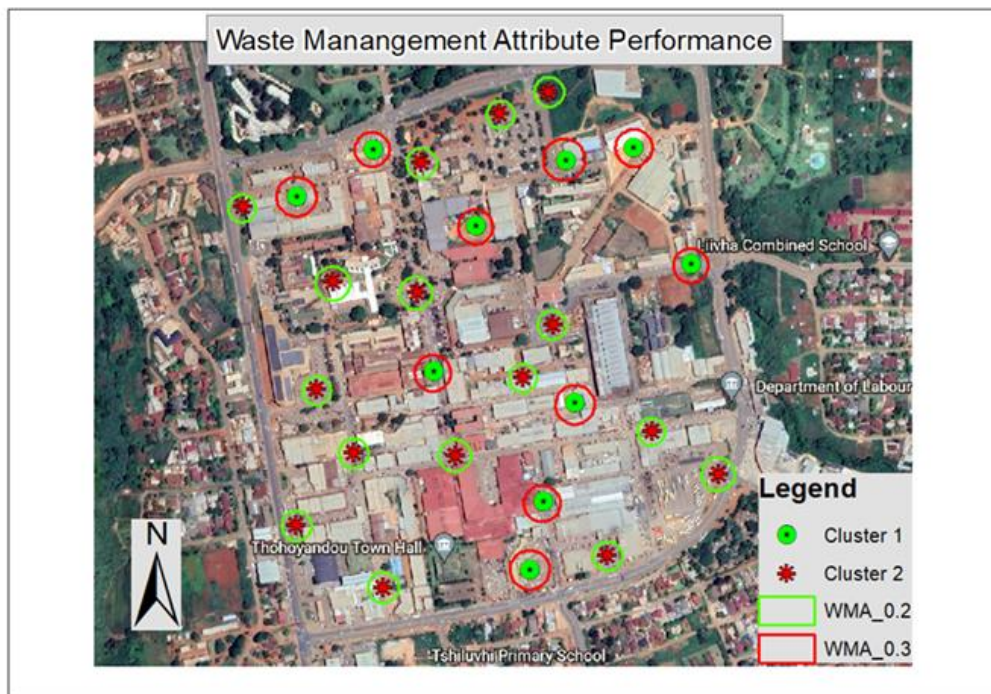 Waste Manangement Attribute Performance
Liivha Combined School
Department of Labour
Thohoyandou Town Hall
Tshiluvhi Primary School
N
Legend
Cluster 1
Cluster 2
WMA_0.2
WMA_0.3